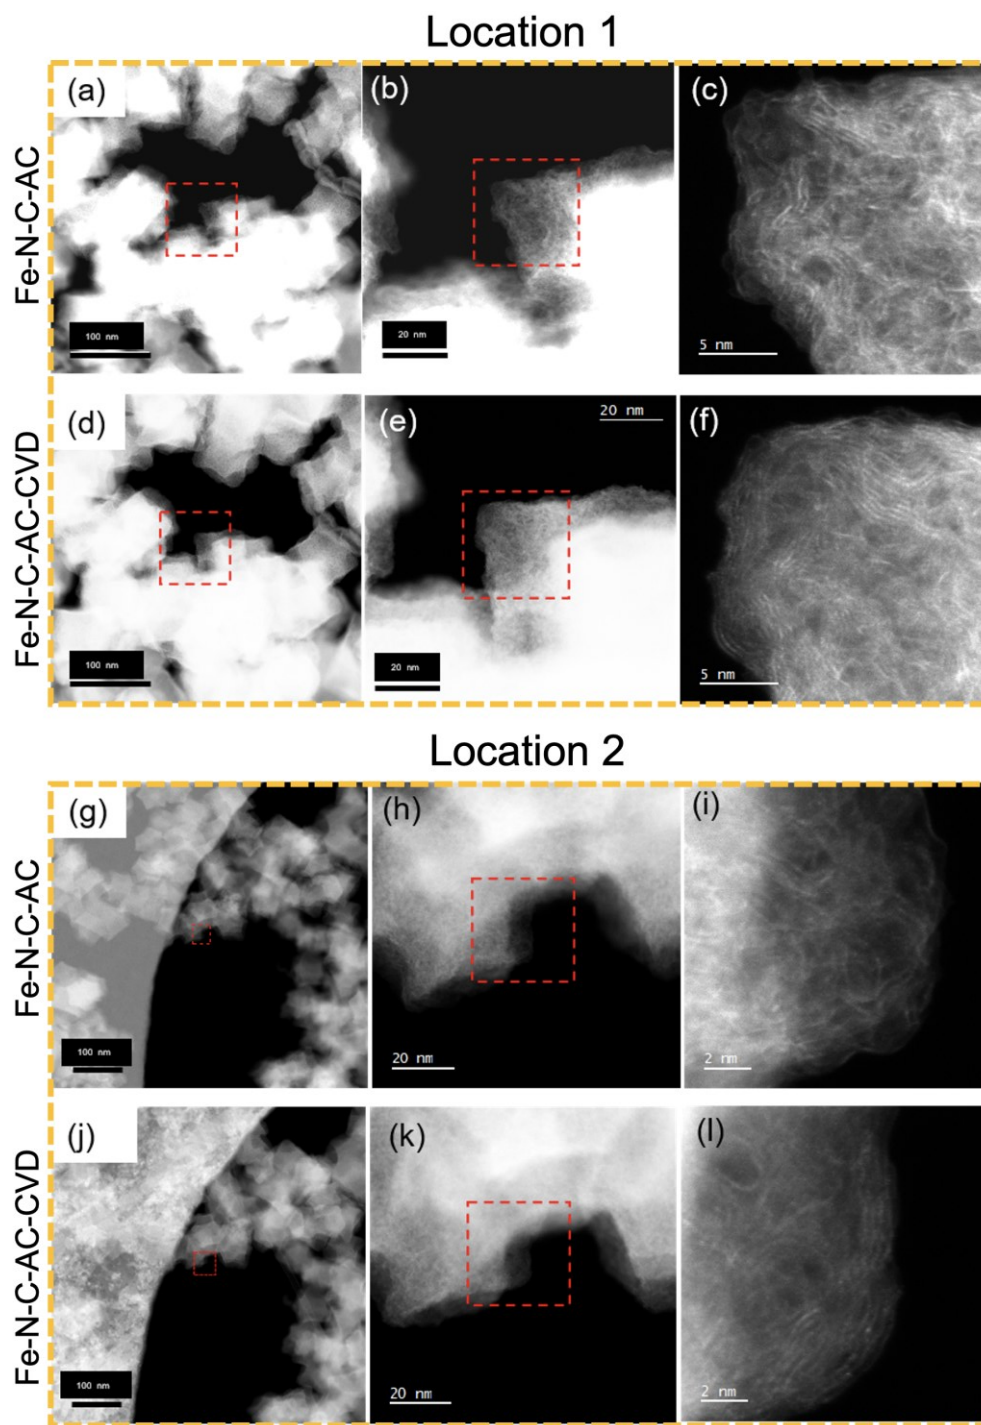 Location 1
Fe-N-C-AC
(a)
100 nm
(b)
20 nm
(c)
5 nm
Fe-N-C-AC-CVD
(d)
100 nm
(e)
20 nm
20 nm
(f)
5 nm
Location 2
Fe-N-C-AC
(g)
100 nm
(h)
20 nm
(i)
2 nm
Fe-N-C-AC-CVD
(j)
100 nm
(k)
20 nm
(l)
2 nm